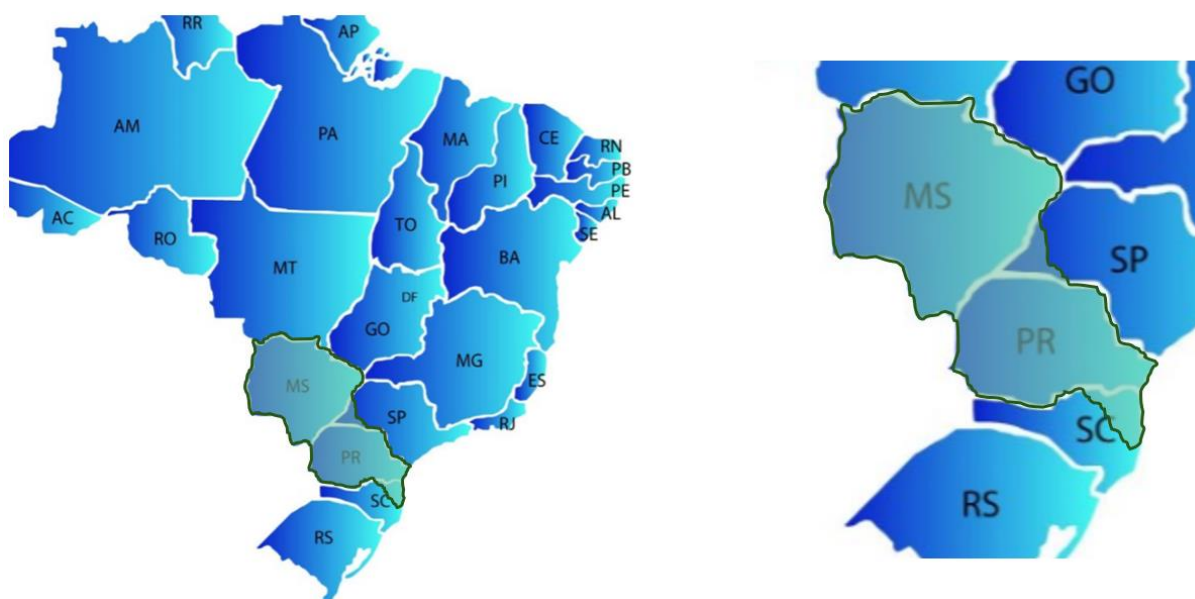 RR
AP
AM
PA
MA
CE
RN
PB
PI
PE
AL
AC
TO
SE
RO
BA
MT
DF
GO
MG
MS
ES
SP
RJ
PR
SC
RS
GO
MS
SP
PR
SC
RS